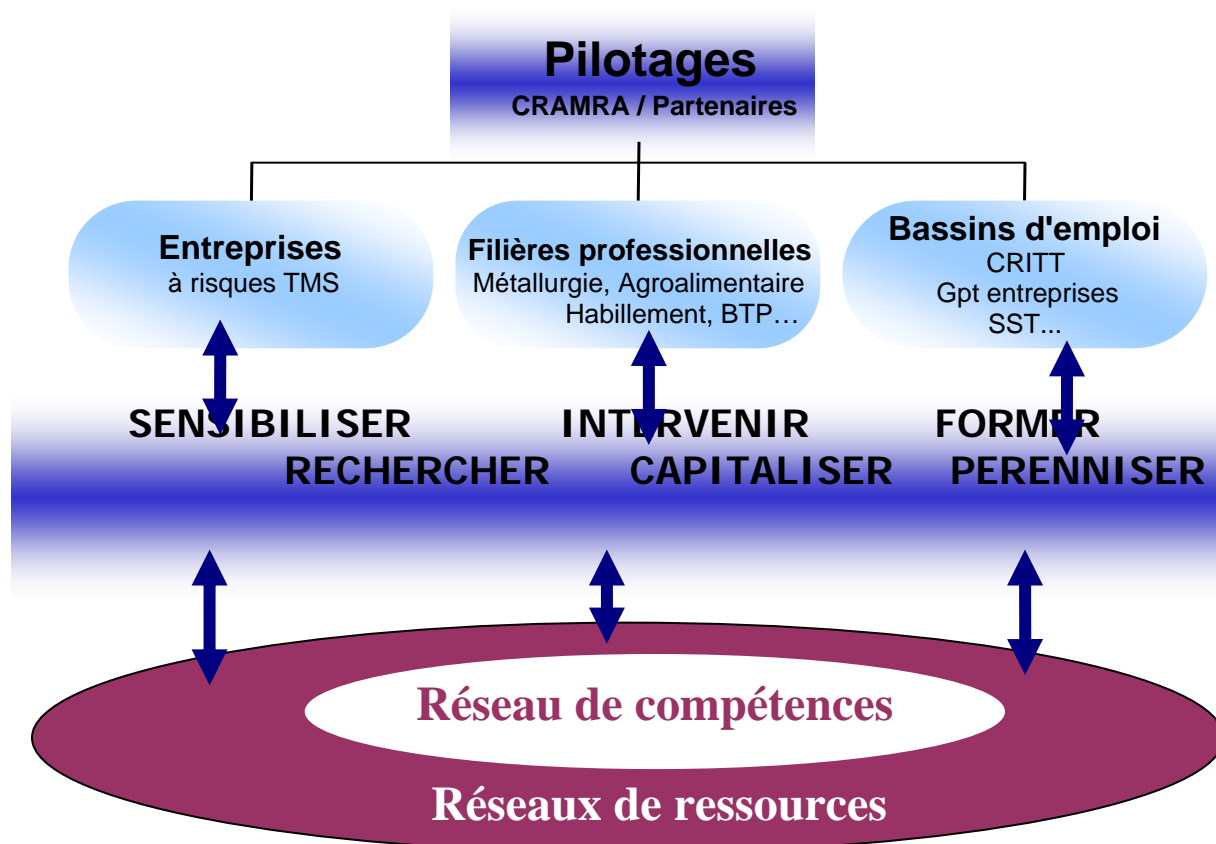 Pilotages
CRAMRA / Partenaires
Entreprises
à risques TMS
Filières professionnelles
Métallurgie, Agroalimentaire
Habillement, BTP…
Bassins d'emploi
CRITT
Gpt entreprises
SST...
SENSIBILISER INTERVENIR FORMER
RECHERCHER CAPITALISER PERENNISER
Réseau de compétences
Réseaux de ressources